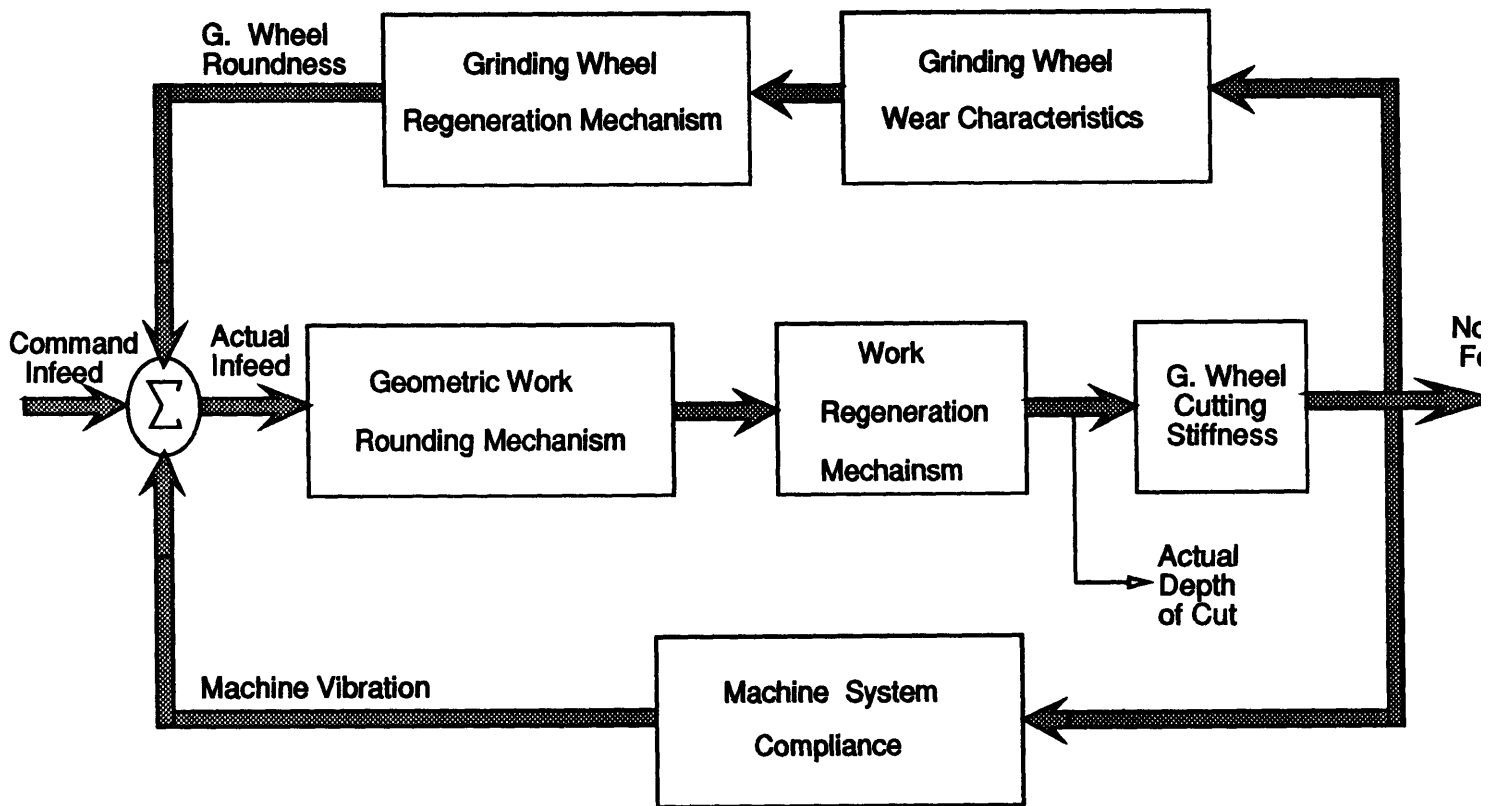 G. Wheel
Roundness
Grinding Wheel
Regeneration Mechanism
Grinding Wheel
Wear Characteristics
Command
Infeed
Σ
Actual
Infeed
Geometric Work
Rounding Mechanism
Work
Regeneration
Mechainsm
G. Wheel
Cutting
Stiffness
Actual
Depth
of Cut
Machine Vibration
Machine System
Compliance